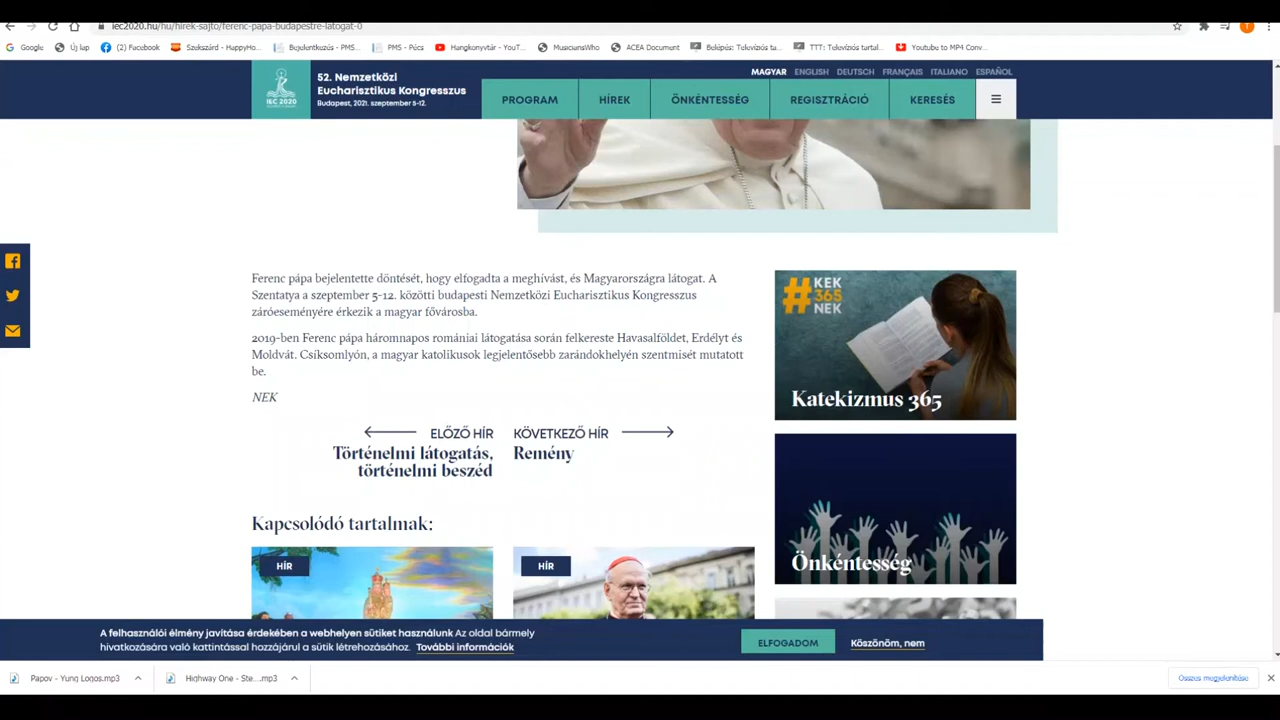 iec2020.hu/hu/hirek-sajto/ferenc-papa-budapestre-latogat-0
Google
Új lap
(2) Facebook
Szekszárd - HappyHo...
Bejelentkozás - PMS...
PMS - Pécs
Hangkonyvtár - YouT...
MusiciansWho
ACEA Document
Belépés: Televíziós ta...
TTT: Televíziós tartal...
Youtube to MP4 Conv...
IEC 2020
52. Nemzetközi
Eucharisztikus Kongresszus
Budapest, 2021. szeptember 5-12.
MAGYAR ENGLISH DEUTSCH FRANÇAIS ITALIANO ESPAÑOL
PROGRAM HÍREK ÖNKÉNTESSÉG REGISZTRÁCIÓ KERESÉS
Ferenc pápa bejelentette döntését, hogy elfogadta a meghívást, és Magyarországra látogat. A
Szentatya a szeptember 5-12. közötti budapesti Nemzetközi Eucharisztikus Kongresszus
záróeseményére érkezik a magyar fővárosba.
2019-ben Ferenc pápa háromnapos romániai látogatása során felkereste Havasalföldet, Erdélyt és
Moldvát. Csíksomlyón, a magyar katolikusok legjelentősebb zarándokhelyén szentmisét mutatott
be.
NEK
ELŐZŐ HÍR
Történelmi látogatás,
történelmi beszéd
KÖVETKEZŐ HÍR
Remény
Kapcsolódó tartalmak:
HÍR
HÍR
#KEK
365
NEK
Katekizmus 365
Önkéntesség
A felhasználói élmény javítása érdekében a webhelyen sütiket használunk Az oldal bármely
hivatkozására való kattintással hozzájárul a sütik létrehozásához. További információk
ELFOGADOM
Köszönöm, nem
Papov - Yung Logos.mp3
Highway One - Ste....mp3
Összes megjelenítése